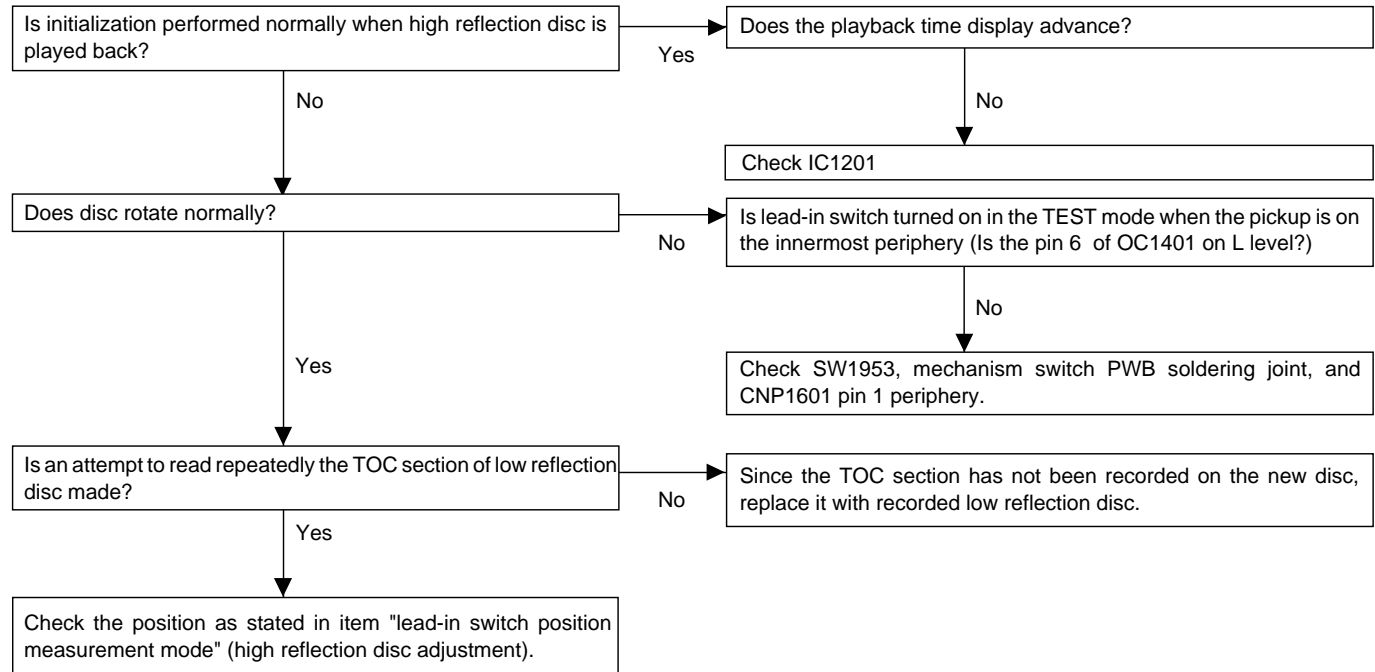 Is initialization performed normally when high reflection disc is
played back?
Yes
Does the playback time display advance?
No
No
Check IC1201
Does disc rotate normally?
No
Is lead-in switch turned on in the TEST mode when the pickup is on
the innermost periphery (Is the pin 6 of OC1401 on L level?)
No
Yes
Check SW1953, mechanism switch PWB soldering joint, and
CNP1601 pin 1 periphery.
Is an attempt to read repeatedly the TOC section of low reflection
disc made?
No
Since the TOC section has not been recorded on the new disc,
replace it with recorded low reflection disc.
Yes
Check the position as stated in item "lead-in switch position
measurement mode" (high reflection disc adjustment).